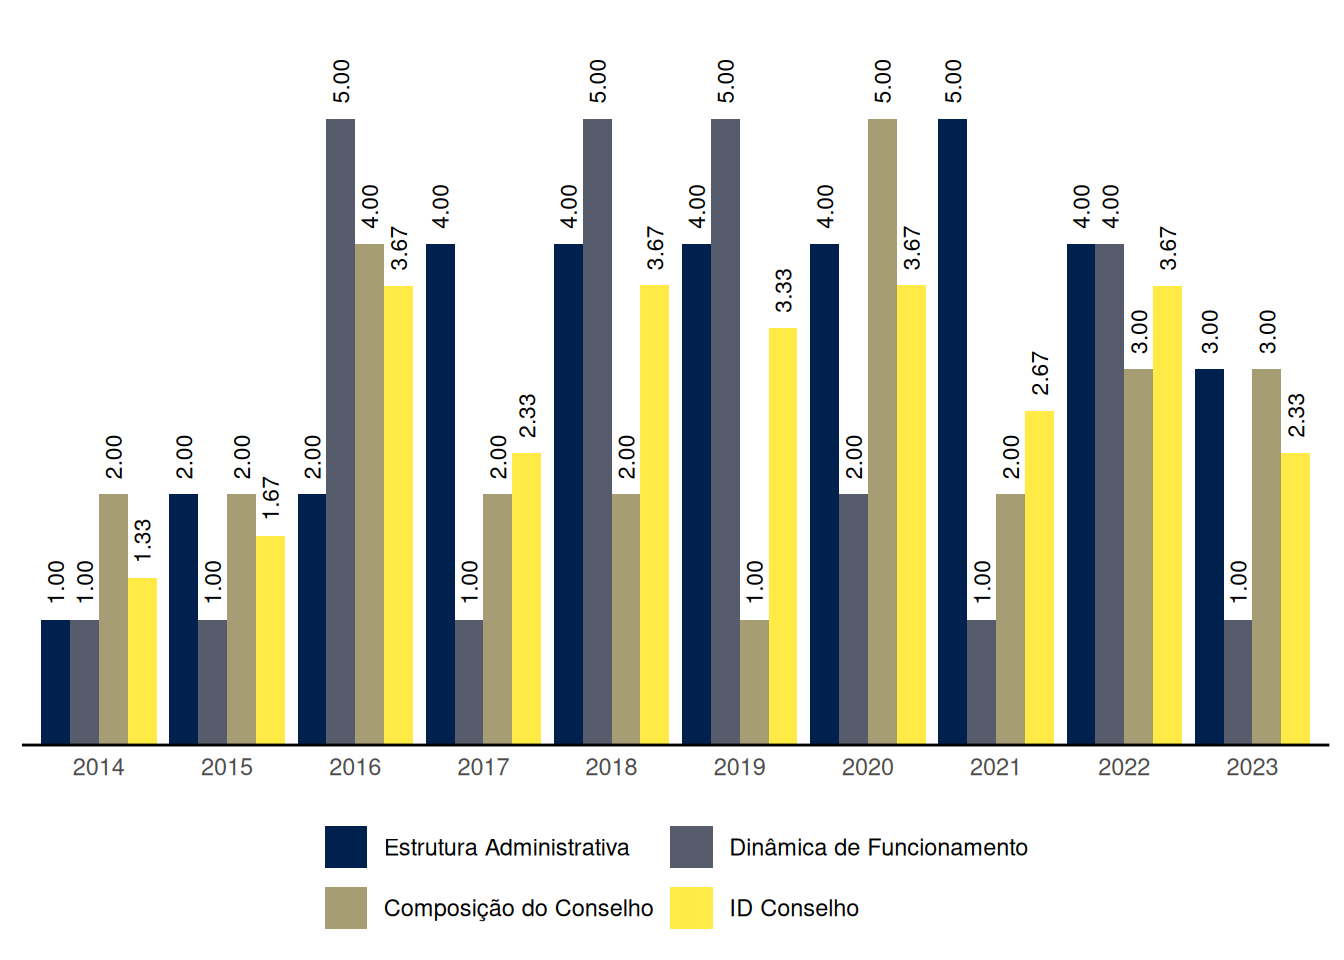 1.00 1.00 2.00 1.33
2.00 1.00 2.00 1.67
2.00 5.00 4.00 3.67
4.00 1.00 2.00 2.33
4.00 5.00 2.00 3.67
4.00 5.00 1.00 3.33
4.00 2.00 5.00 3.67
5.00 1.00 2.00 2.67
4.00 4.00 3.00 3.67
3.00 1.00 3.00 2.33
2014 2015 2016 2017 2018 2019 2020 2021 2022 2023
Estrutura Administrativa Dinâmica de Funcionamento
Composição do Conselho ID Conselho